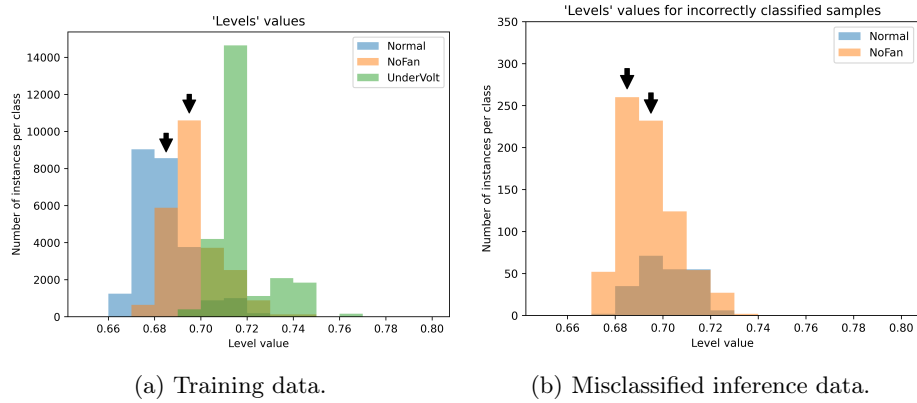 'Levels' values
Number of instances per class
14000
12000
10000
8000
6000
4000
2000
0
0.66 0.68 0.70 0.72 0.74 0.76 0.78 0.80
Level value
Normal
NoFan
UnderVolt
(a) Training data.
'Levels' values for incorrectly classified samples
Number of instances per class
350
300
250
200
150
100
50
0
0.66 0.68 0.70 0.72 0.74 0.76 0.78 0.80
Level value
Normal
NoFan
(b) Misclassified inference data.